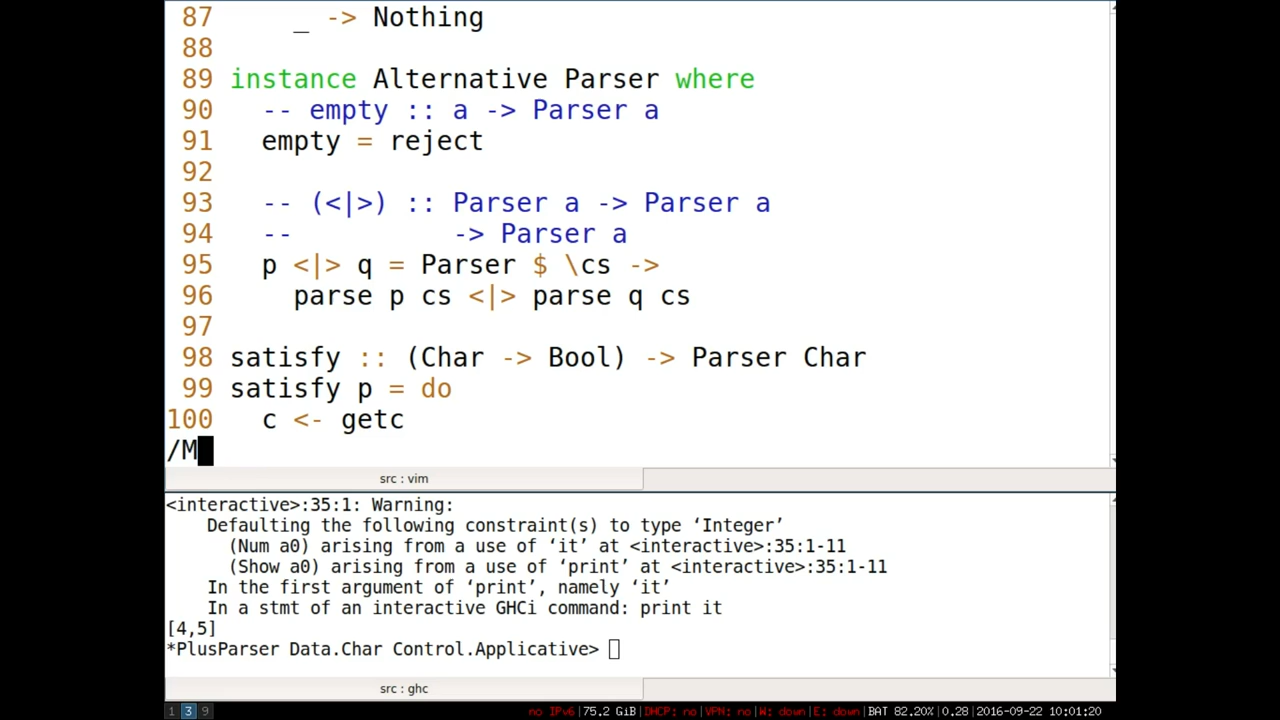 87 _ -> Nothing
88
89 instance Alternative Parser where
90 -- empty :: a -> Parser a
91 empty = reject
92
93 -- (<|>) :: Parser a -> Parser a
94 -- -> Parser a
95 p <|> q = Parser $ \cs ->
96 parse p cs <|> parse q cs
97
98 satisfy :: (Char -> Bool) -> Parser Char
99 satisfy p = do
100 c <- getc
/M
src : vim
<interactive>:35:1: Warning:
Defaulting the following constraint(s) to type ‘Integer’
(Num a0) arising from a use of ‘it’ at <interactive>:35:1-11
(Show a0) arising from a use of ‘print’ at <interactive>:35:1-11
In the first argument of ‘print’, namely ‘it’
In a stmt of an interactive GHCi command: print it
[4,5]
*PlusParser Data.Char Control.Applicative>
src : ghc
1 3 9 no IPv6|75.2 GiB|DHCP: no|VPN: no|W: down|E: down|BAT 82.20%|0.28|2016-09-22 10:01:20